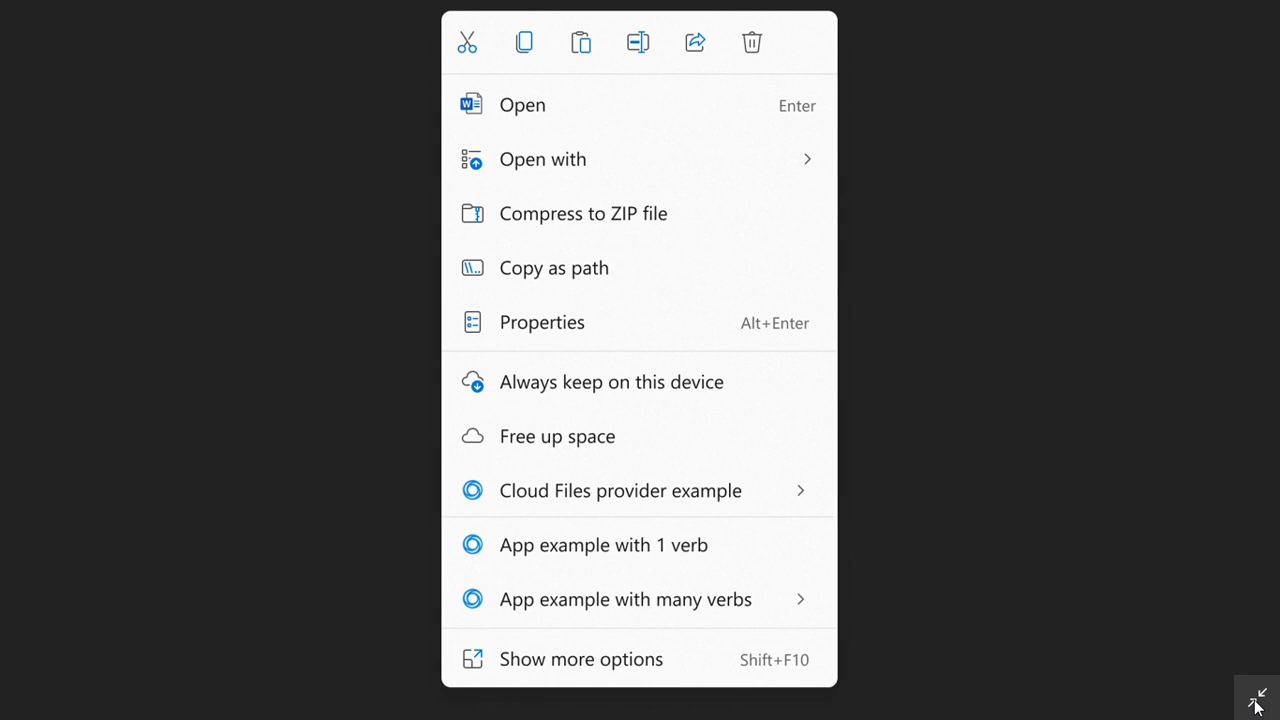 Open Enter
Open with
Compress to ZIP file
Copy as path
Properties Alt+Enter
Always keep on this device
Free up space
Cloud Files provider example
App example with 1 verb
App example with many verbs
Show more options Shift+F10